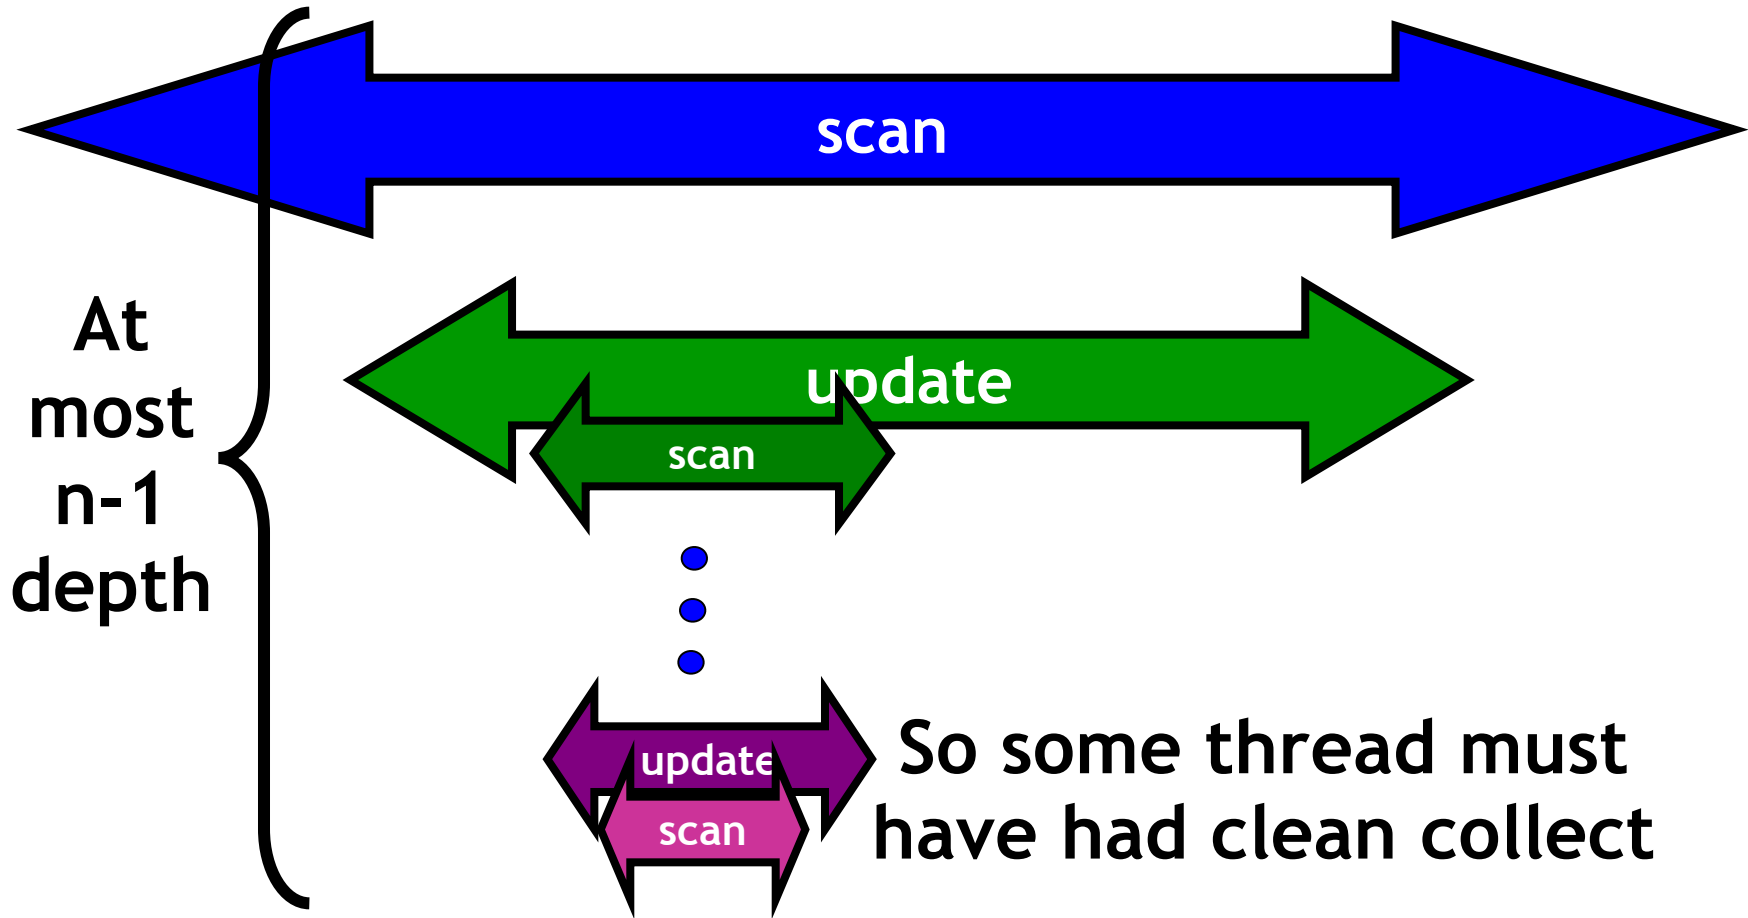 scan
update
scan
At
most
n-1
depth
update
scan
So some thread must
have had clean collect